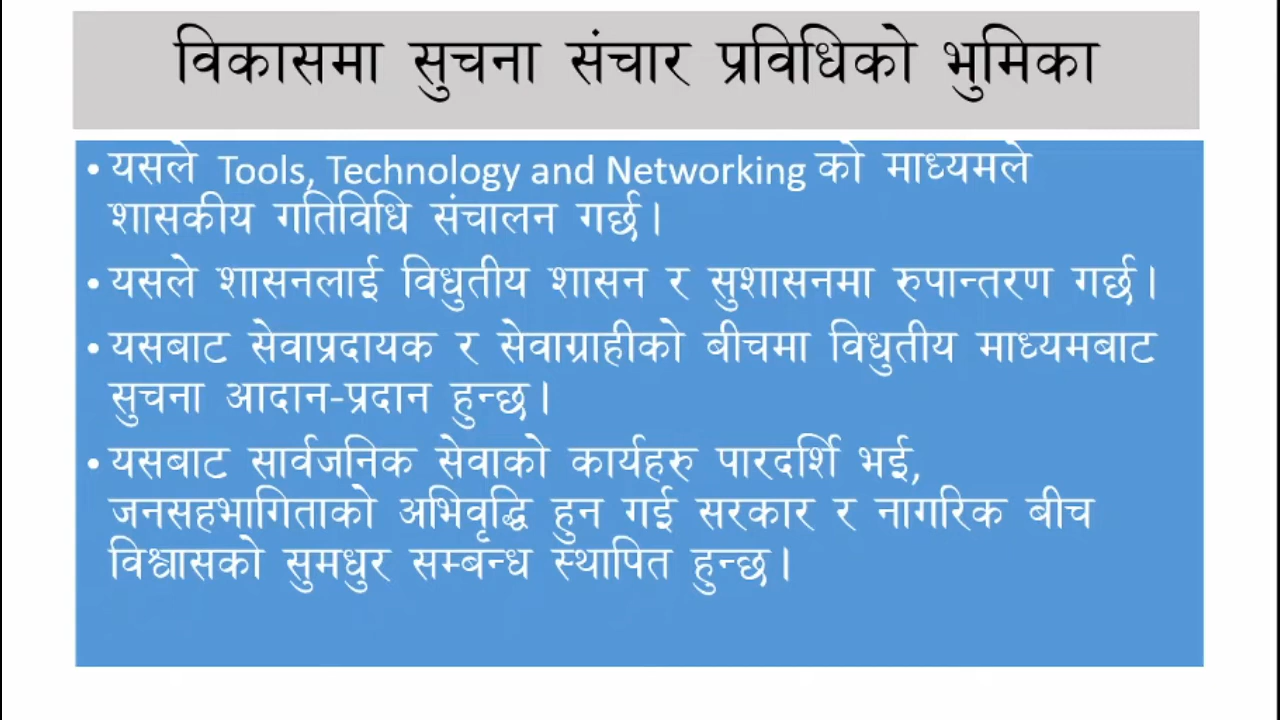 विकासमा सुचना संचार प्रविधिको भुमिका
• यसले Tools, Technology and Networking को माध्यमले
शासकीय गतिविधि संचालन गर्छ।
• यसले शासनलाई विधुतीय शासन र सुशासनमा रुपान्तरण गर्छ।
• यसबाट सेवाप्रदायक र सेवाग्राहीको बीचमा विधुतीय माध्यमबाट
सुचना आदान-प्रदान हुन्छ।
• यसबाट सार्वजनिक सेवाको कार्यहरु पारदर्शि भई,
जनसहभागिताको अभिवृद्धि हुन गई सरकार र नागरिक बीच
विश्वासको सुमधुर सम्बन्ध स्थापित हुन्छ।